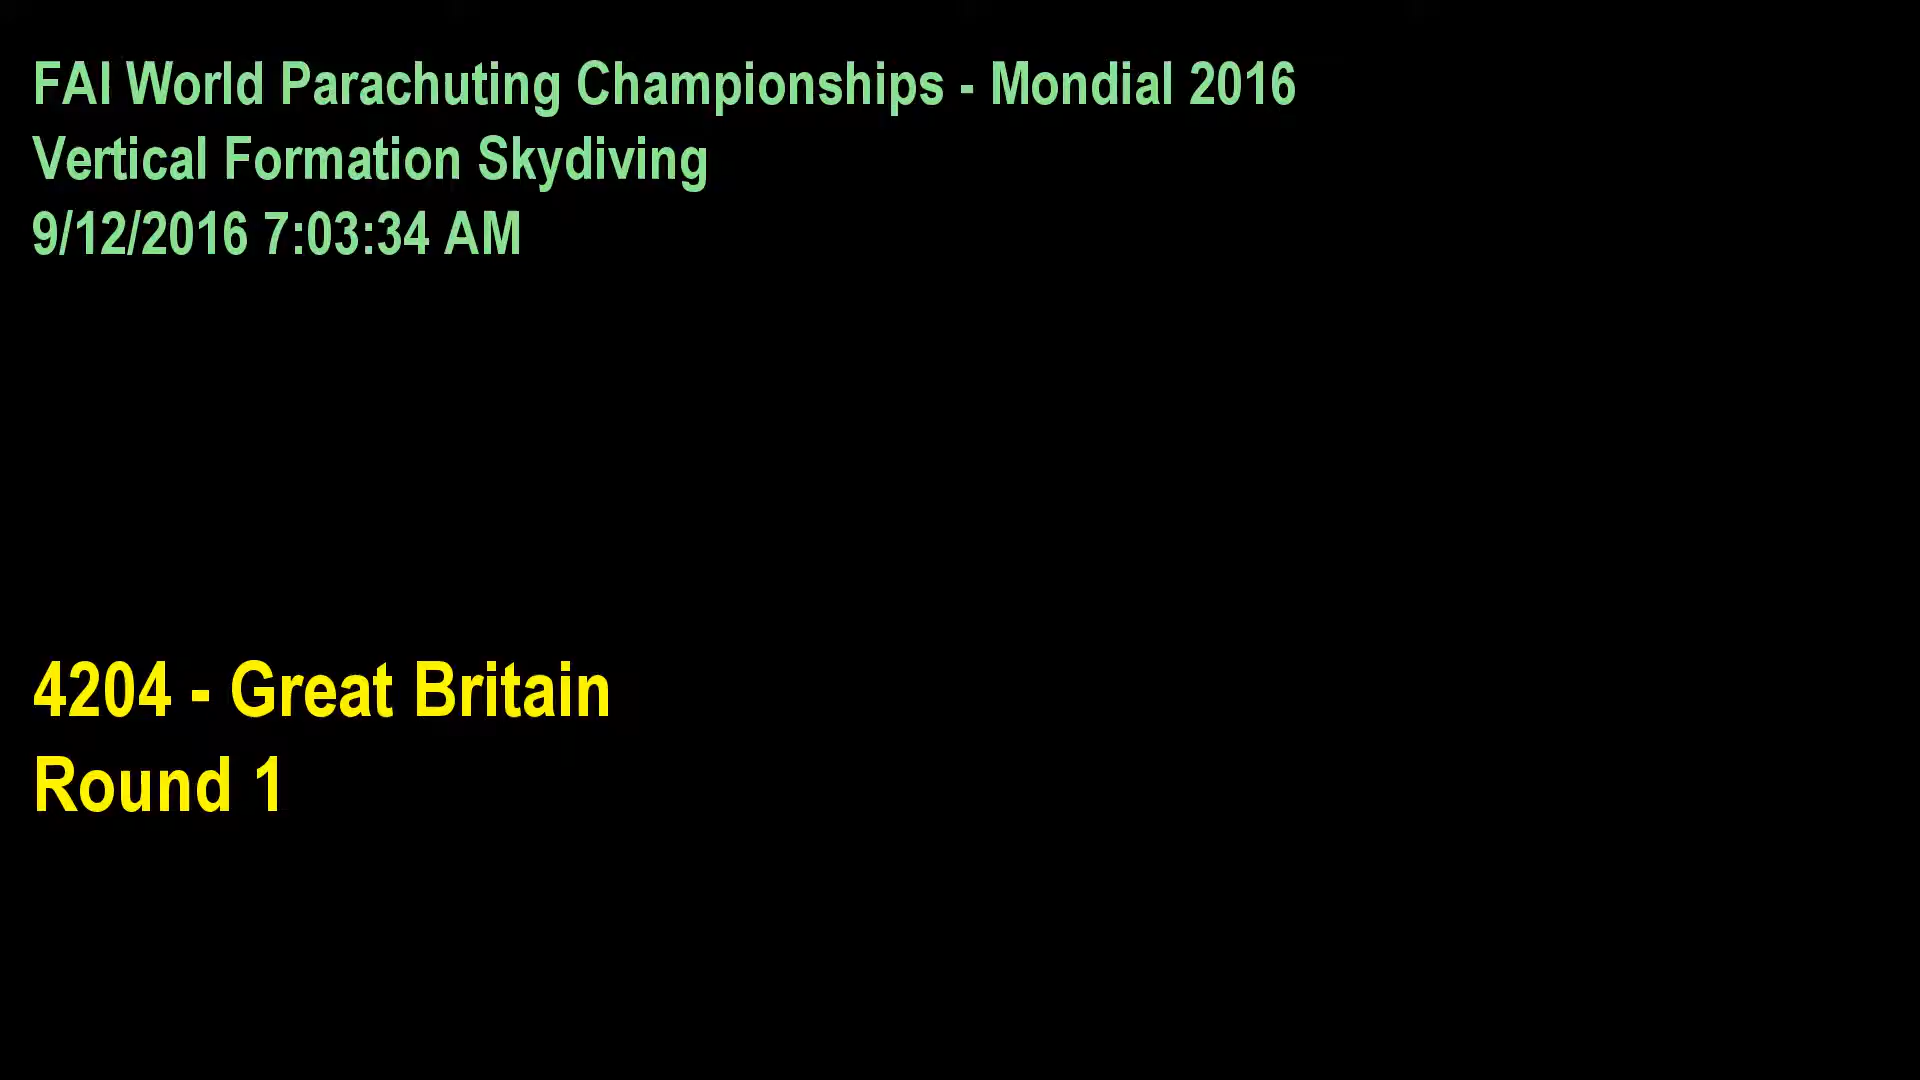 FAI World Parachuting Championships - Mondial 2016
Vertical Formation Skydiving
9/12/2016 7:03:34 AM
4204 - Great Britain
Round 1